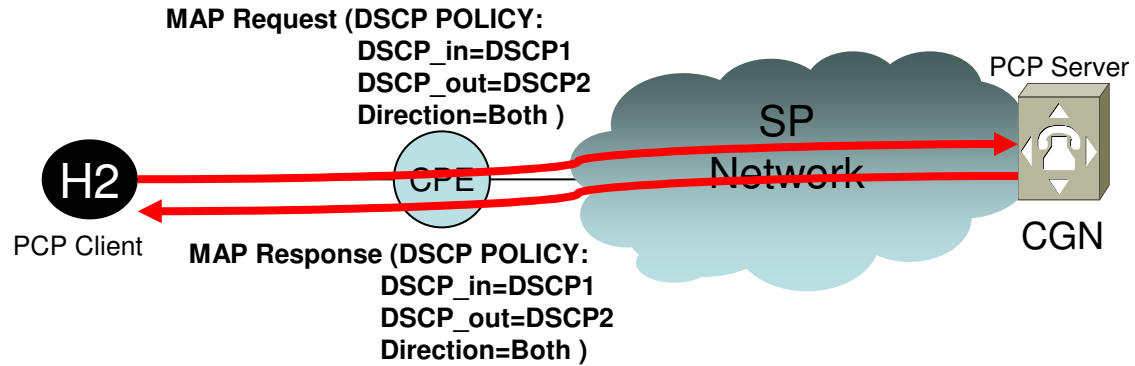 MAP Request (DSCP POLICY:
DSCP_in=DSCP1
DSCP_out=DSCP2
Direction=Both )
PCP Server
SP
Network
H2
CPE
PCP Client
CGN
MAP Response (DSCP POLICY:
DSCP_in=DSCP1
DSCP_out=DSCP2
Direction=Both )